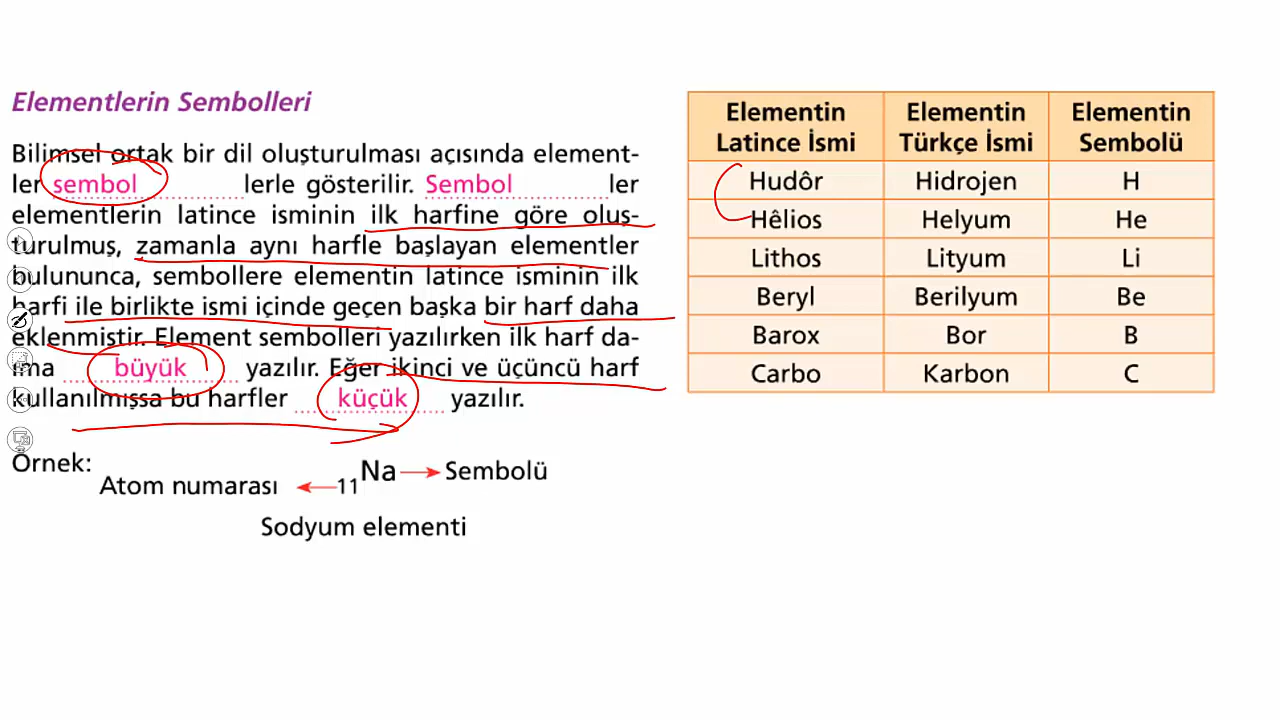 Elementlerin Sembolleri
Bilimsel ortak bir dil oluşturulması açısında element-
ler sembol lerle gösterilir. Sembol ler
elementlerin latince isminin ilk harfine göre oluş-
turulmuş, zamanla aynı harfle başlayan elementler
bulununca, sembollere elementin latince isminin ilk
harfi ile birlikte ismi içinde geçen başka bir harf daha
eklenmiştir. Element sembolleri yazılırken ilk harf da-
ima büyük yazılır. Eğer ikinci ve üçüncü harf
kullanılmışsa bu harfler küçük yazılır.
Örnek:
Atom numarası 11 Na Sembolü
Sodyum elementi
Elementin Latince İsmi Elementin Türkçe İsmi Elementin Sembolü
Hudôr Hidrojen H
Hêlios Helyum He
Lithos Lityum Li
Beryl Berilyum Be
Barox Bor B
Carbo Karbon C